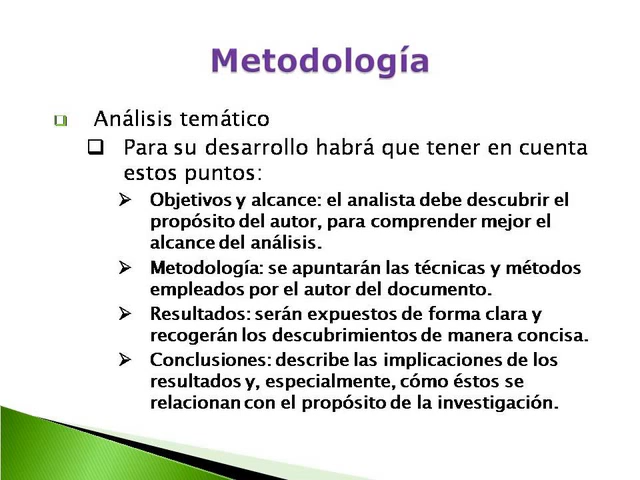 Metodología
Análisis temático
Para su desarrollo habrá que tener en cuenta
estos puntos:
Objetivos y alcance: el analista debe descubrir el
propósito del autor, para comprender mejor el
alcance del análisis.
Metodología: se apuntarán las técnicas y métodos
empleados por el autor del documento.
Resultados: serán expuestos de forma clara y
recogerán los descubrimientos de manera concisa.
Conclusiones: describe las implicaciones de los
resultados y, especialmente, cómo éstos se
relacionan con el propósito de la investigación.